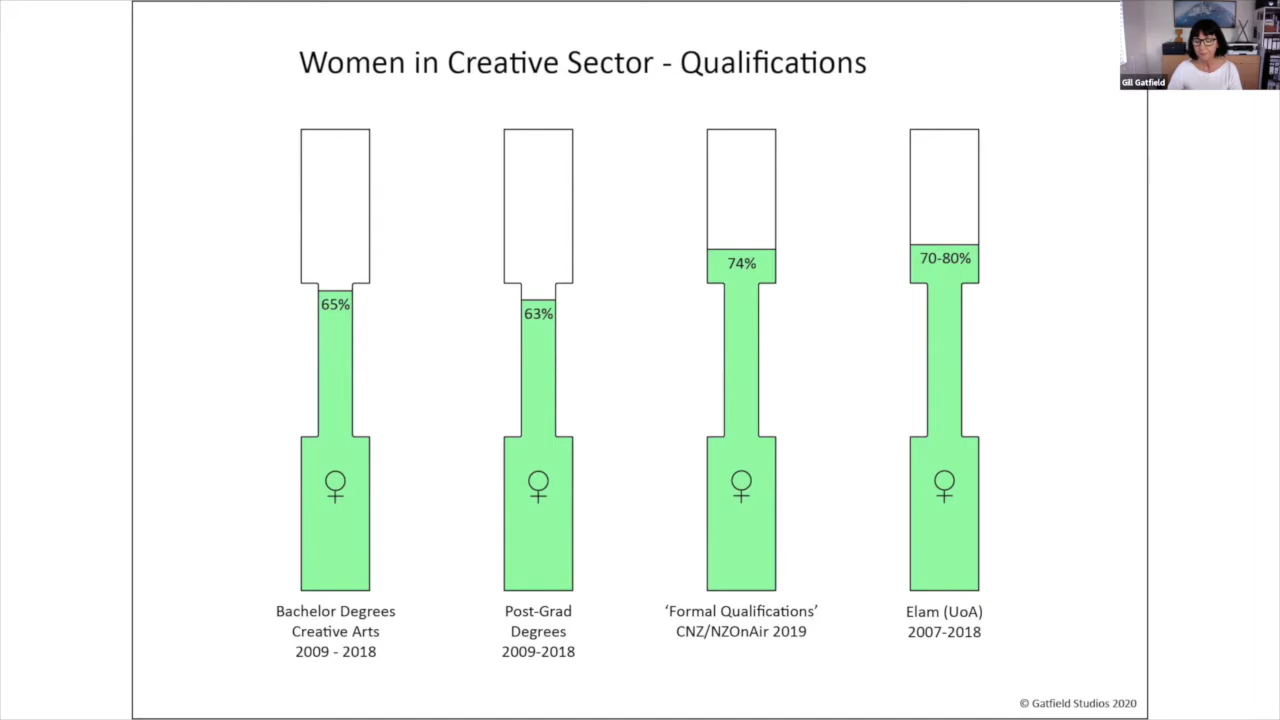 Women in Creative Sector - Qualifications
Gill Gatfield
65%
63%
74%
70-80%
Bachelor Degrees
Creative Arts
2009 - 2018
Post-Grad
Degrees
2009-2018
‘Formal Qualifications’
CNZ/NZOnAir 2019
Elam (UoA)
2007-2018
© Gatfield Studios 2020